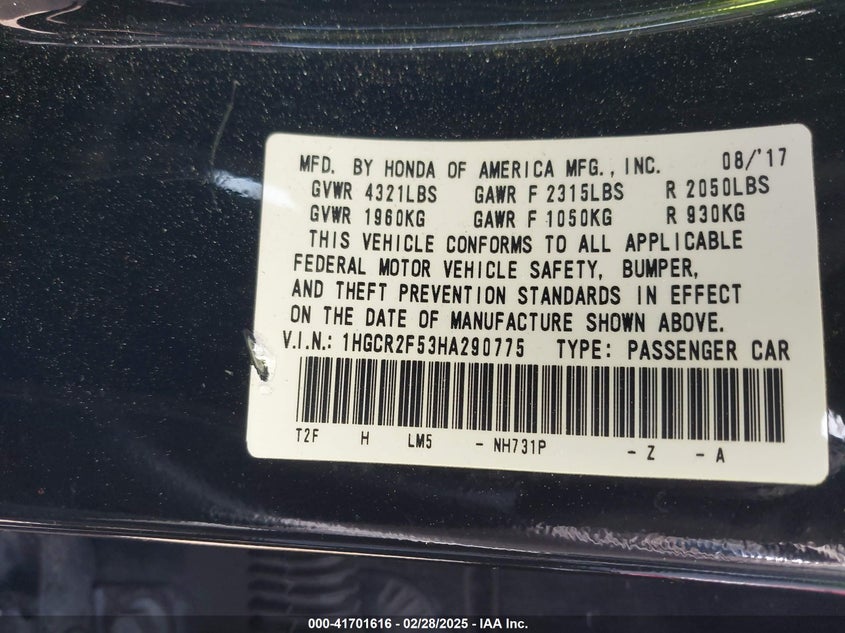 MFD. BY HONDA OF AMERICA MFG., INC. 08/'17
GVWR 4321LBS GAWR F 2315LBS R 2050LBS
GVWR 1960KG GAWR F 1050KG R 930KG
THIS VEHICLE CONFORMS TO ALL APPLICABLE
FEDERAL MOTOR VEHICLE SAFETY, BUMPER,
AND THEFT PREVENTION STANDARDS IN EFFECT
ON THE DATE OF MANUFACTURE SHOWN ABOVE.
V.I.N.: 1HGCR2F53HA290775 TYPE: PASSENGER CAR
T2F H LM5 - NH731P - Z - A
000-41701616 - 02/28/2025 - IAA Inc.